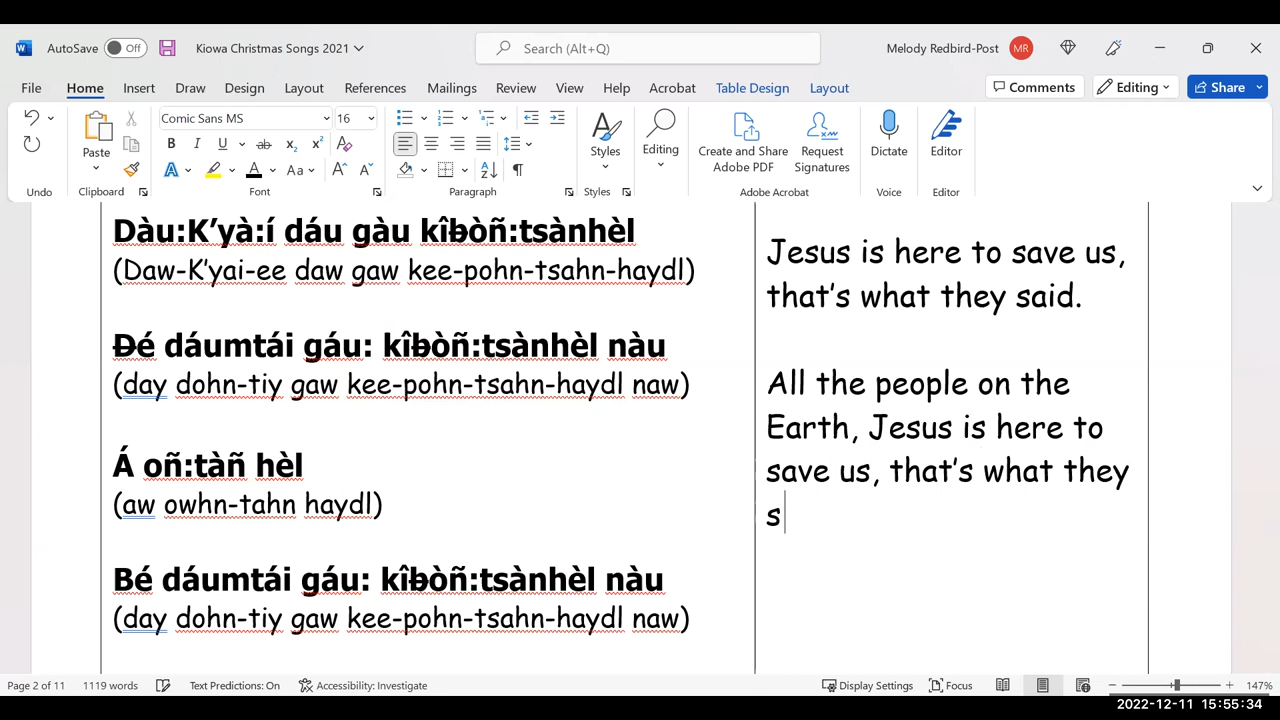 AutoSave Off Kiowa Christmas Songs 2021 Search (Alt+Q) Melody Redbird-Post MR
File Home Insert Draw Design Layout References Mailings Review View Help Acrobat Table Design Layout Comments Editing Share
Comic Sans MS 16
Paste Styles Editing Create and Share Adobe PDF Request Signatures Dictate Editor
Undo Clipboard Font Paragraph Styles Adobe Acrobat Voice Editor
Dàu:K'yà:í dáu gàu kîƀòñ:tsànhèl
(Daw-K'yai-ee daw gaw kee-pohn-tsahn-haydl)
Đé dáumtái gáu: kîƀòñ:tsànhèl nàu
(day dohn-tiy gaw kee-pohn-tsahn-haydl naw)
Á oñ:tàñ hèl
(aw owhn-tahn haydl)
Bé dáumtái gáu: kîƀòñ:tsànhèl nàu
(day dohn-tiy gaw kee-pohn-tsahn-haydl naw)
Jesus is here to save us,
that's what they said.
All the people on the
Earth, Jesus is here to
save us, that's what they
s
Page 2 of 11 1119 words Text Predictions: On Accessibility: Investigate Display Settings Focus 147%
2022-12-11 15:55:34